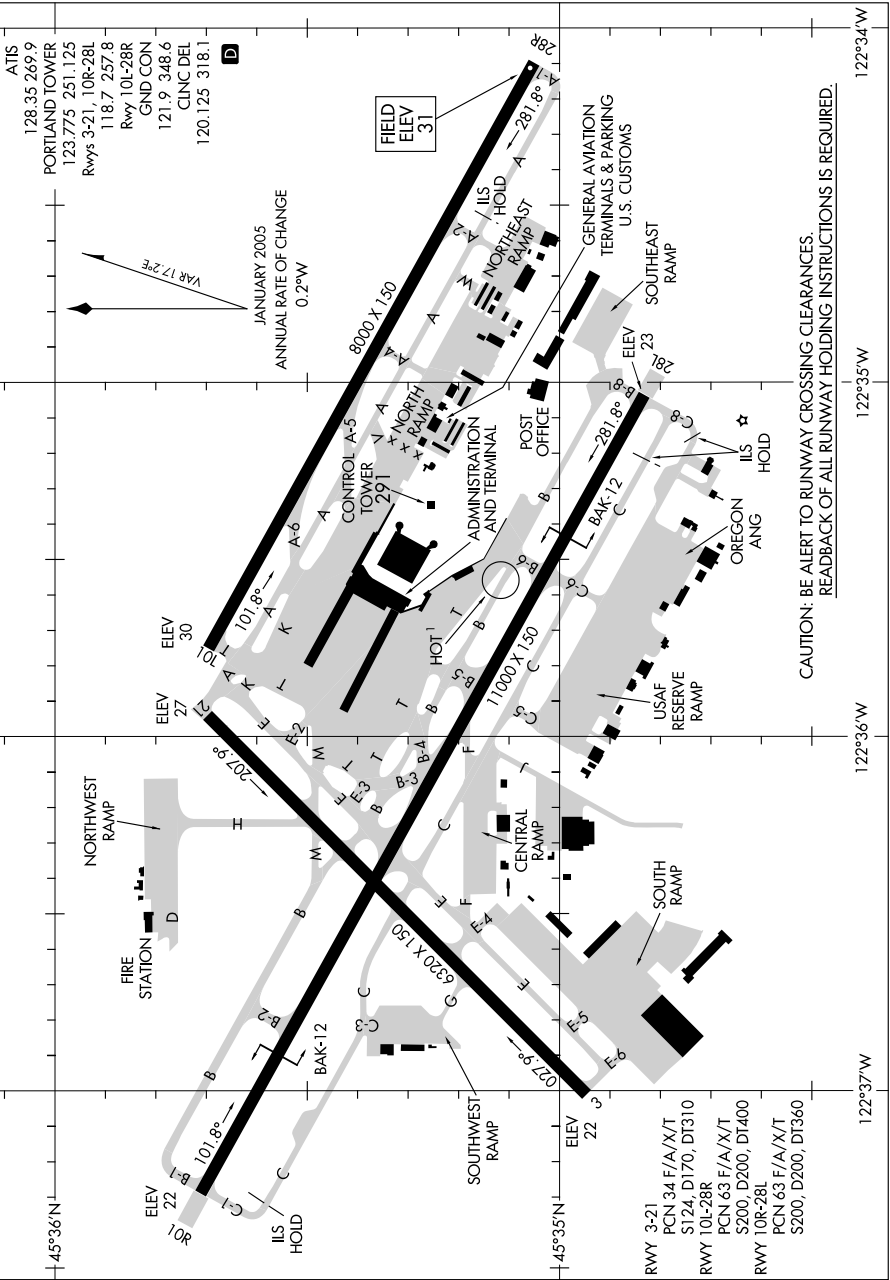 ATIS
128.35 269.9
PORTLAND TOWER
123.775 251.125
Rwys 3-21, 10R-28L
118.7 257.8
Rwy 10L-28R
GND CON
121.9 348.6
CLNC DEL
120.125 318.1
D
VAR 17.2°E
JANUARY 2005
ANNUAL RATE OF CHANGE
0.2°W
FIELD
ELEV
31
28R
A-1
281.8°
A
ILS
HOLD
A-2
NORTHEAST
RAMP
W
A
8000 X 150
A-4
GENERAL AVIATION
TERMINALS & PARKING
U.S. CUSTOMS
SOUTHEAST
RAMP
A
V
x x x x
NORTH
RAMP
A-5
CONTROL
TOWER
291
A
A-6
ADMINISTRATION
AND TERMINAL
POST
OFFICE
ELEV
23
28L
B-8
281.8°
C-8
ILS
HOLD
B
BAK-12
C
OREGON
ANG
B-6
C-6
HOT 1
T
B
11000 X 150
C
B-5
C-5
USAF
RESERVE
RAMP
ELEV
30
10L
101.8°
T
A
K
A
K
T
ELEV
27
21
E
E-2
207.9°
M
T
T
T
B
B-4
F
J
E
E-3
B
B-3
C
CENTRAL
RAMP
NORTHWEST
RAMP
H
M
FIRE
STATION
D
B
E
F
E-4
6320 X 150
SOUTH
RAMP
E
E-5
E-6
B-2
BAK-12
C
C-3
G
027.9°
SOUTHWEST
RAMP
3
ELEV
22
B
B-1
101.8°
ELEV
22
10R
C-1
C
ILS
HOLD
RWY 3-21
PCN 34 F/A/X/T
S124, D170, DT310
RWY 10L-28R
PCN 63 F/A/X/T
S200, D200, DT400
RWY 10R-28L
PCN 63 F/A/X/T
S200, D200, DT360
CAUTION: BE ALERT TO RUNWAY CROSSING CLEARANCES.
READBACK OF ALL RUNWAY HOLDING INSTRUCTIONS IS REQUIRED.
45°36'N
45°35'N
122°37'W
122°36'W
122°35'W
122°34'W